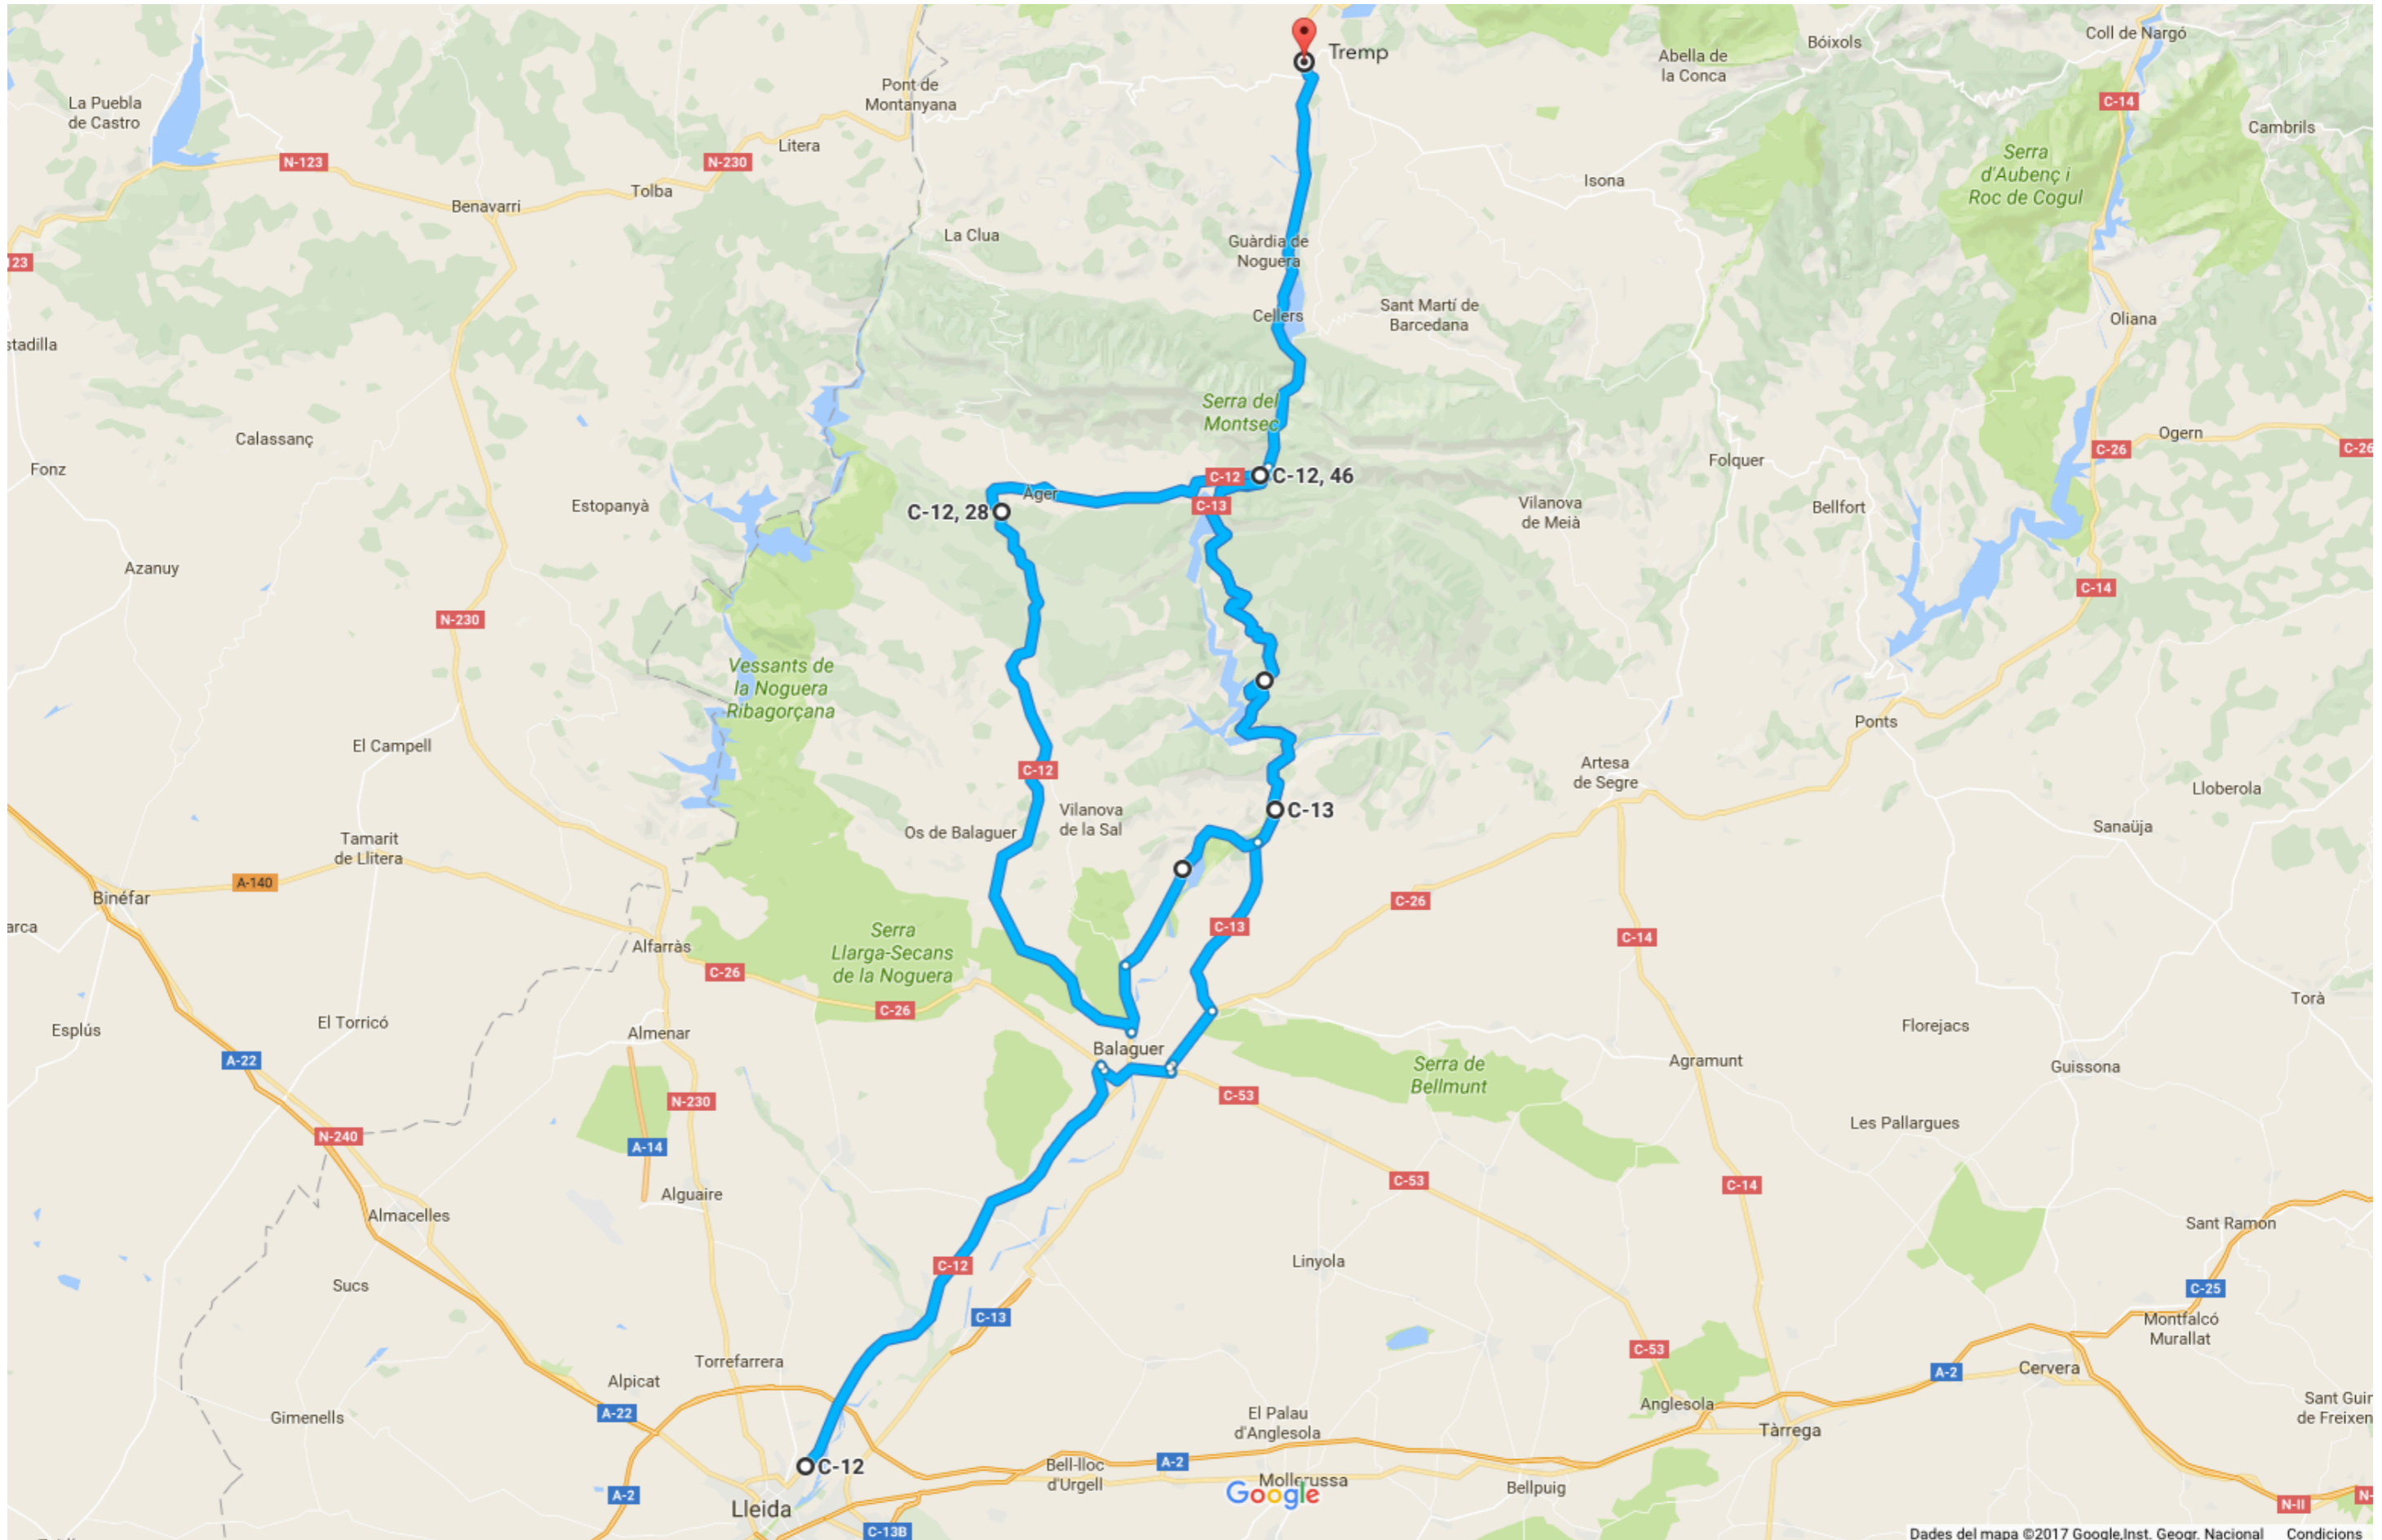 Tremp
Bóixols
Coll de Nargó
Abella de
la Conca
Pont de
Montanyana
La Puebla
de Castro
C-14
Cambrils
Litera
N-123
N-230
Serra
d'Aubenç i
Roc de Cogul
Tolba
Isona
Benavarri
La Clua
Guàrdia de
Noguera
123
Sant Martí de
Barcedana
Cellers
Oliana
stadilla
Serra del
Montsec
Calassanç
Ogern
C-26
C-26
Fonz
Folquer
C-12
C-12, 46
Àger
C-13
C-12, 28
Estopanyà
Vilanova
de Meià
Bellfort
Azanuy
C-14
N-230
Vessants de
la Noguera
Ribagorçana
Ponts
El Campell
C-12
Artesa
de Segre
Lloberola
C-13
Vilanova
de la Sal
Os de Balaguer
Sanaüja
Tamarit
de Llitera
A-140
Binéfar
C-26
arca
C-13
C-14
Serra
Llarga-Secans
de la Noguera
Alfarràs
C-26
Torà
C-26
El Torricó
Esplús
Almenar
Florejacs
Balaguer
A-22
Agramunt
Guissona
Serra de
Bellmunt
C-53
N-230
Les Pallargues
N-240
A-14
C-53
C-14
Alguaire
Almacelles
Sant Ramon
C-12
Linyola
Sucs
C-25
C-13
Montfalcó
Murallat
C-53
Torrefarrera
A-2
Cervera
Alpicat
Anglesola
Sant Guir
de Freixen
A-22
Gimenells
El Palau
d'Anglesola
Tàrrega
C-12
Bell-lloc
d'Urgell
A-2
Mollerussa
Bellpuig
Google
A-2
Lleida
N-II
N-
C-13B
Dades del mapa ©2017 Google,Inst. Geogr. Nacional Condicions